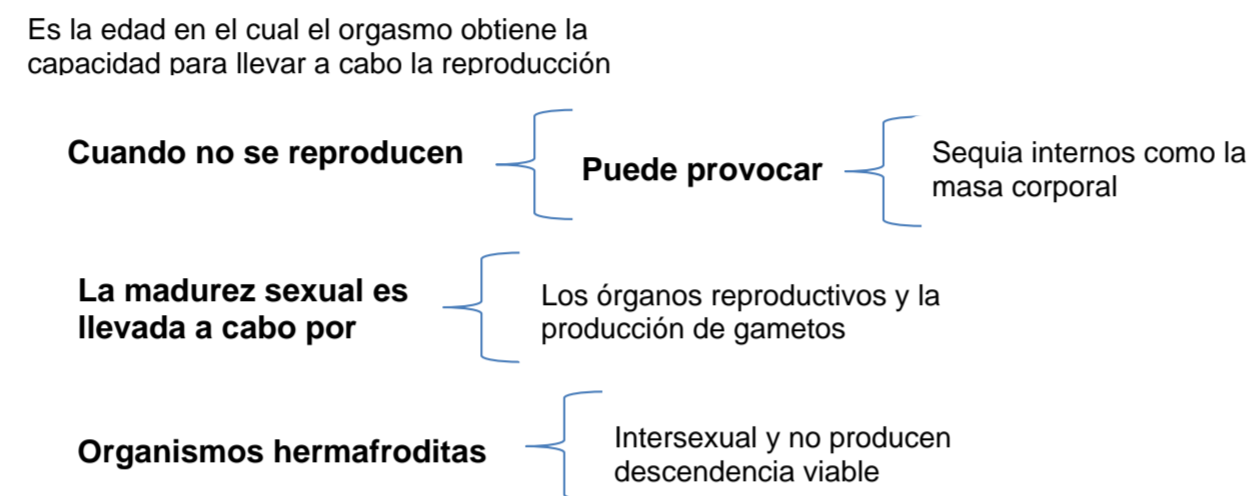 Es la edad en el cual el orgasmo obtiene la
capacidad para llevar a cabo la reproducción
Cuando no se reproducen
Puede provocar
Sequia internos como la
masa corporal
La madurez sexual es
llevada a cabo por
Los órganos reproductivos y la
producción de gametos
Organismos hermafroditas
Intersexual y no producen
descendencia viable